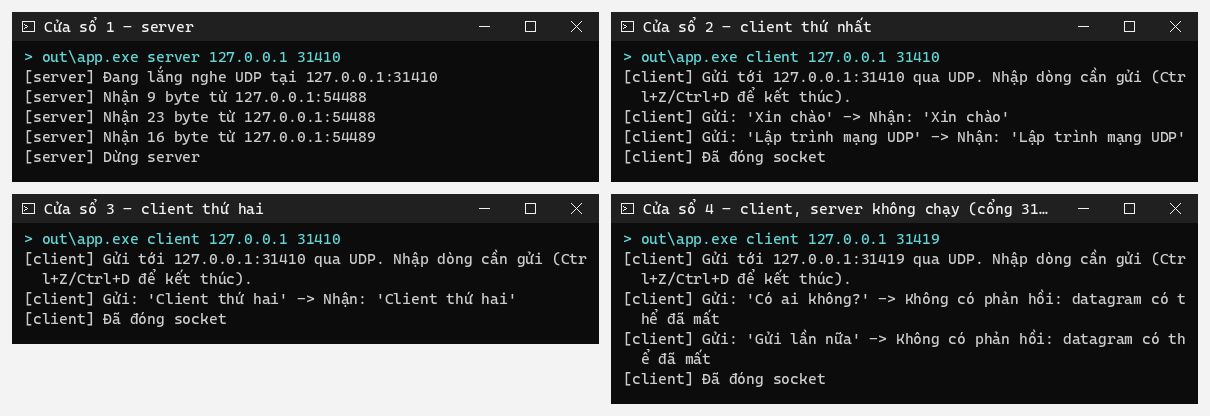 Cửa sổ 1 – server
> out\app.exe server 127.0.0.1 31410
[server] Đang lắng nghe UDP tại 127.0.0.1:31410
[server] Nhận 9 byte từ 127.0.0.1:54488
[server] Nhận 23 byte từ 127.0.0.1:54488
[server] Nhận 16 byte từ 127.0.0.1:54489
[server] Dừng server
Cửa sổ 2 – client thứ nhất
> out\app.exe client 127.0.0.1 31410
[client] Gửi tới 127.0.0.1:31410 qua UDP. Nhập dòng cần gửi (Ctr
l+Z/Ctrl+D để kết thúc).
[client] Gửi: 'Xin chào' -> Nhận: 'Xin chào'
[client] Gửi: 'Lập trình mạng UDP' -> Nhận: 'Lập trình mạng UDP'
[client] Đã đóng socket
Cửa sổ 3 – client thứ hai
> out\app.exe client 127.0.0.1 31410
[client] Gửi tới 127.0.0.1:31410 qua UDP. Nhập dòng cần gửi (Ctr
l+Z/Ctrl+D để kết thúc).
[client] Gửi: 'Client thứ hai' -> Nhận: 'Client thứ hai'
[client] Đã đóng socket
Cửa sổ 4 – client, server không chạy (cổng 31…
> out\app.exe client 127.0.0.1 31419
[client] Gửi tới 127.0.0.1:31419 qua UDP. Nhập dòng cần gửi (Ctr
l+Z/Ctrl+D để kết thúc).
[client] Gửi: 'Có ai không?' -> Không có phản hồi: datagram có t
hể đã mất
[client] Gửi: 'Gửi lần nữa' -> Không có phản hồi: datagram có th
ể đã mất
[client] Đã đóng socket